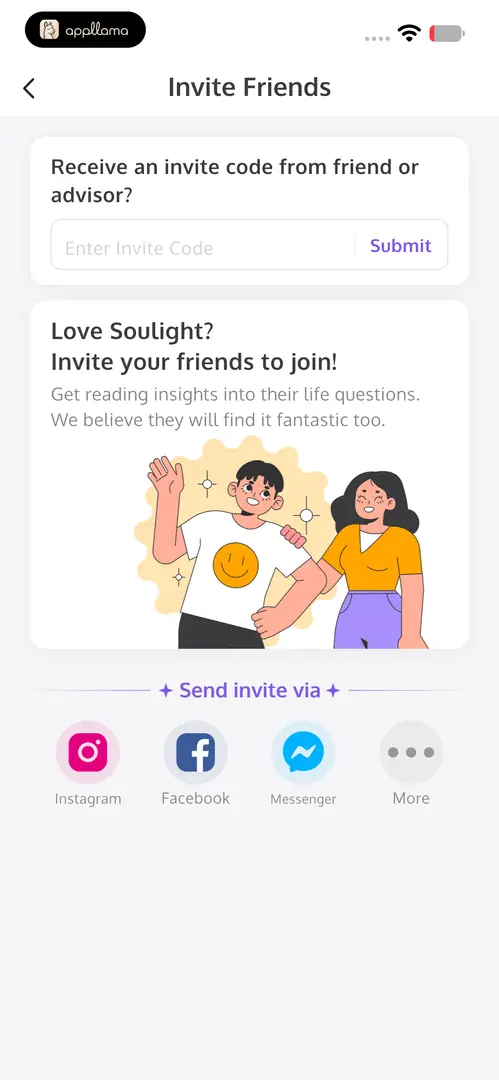 appllama
Invite Friends
Receive an invite code from friend or
advisor?
Enter Invite Code
Submit
Love Soulight?
Invite your friends to join!
Get reading insights into their life questions.
We believe they will find it fantastic too.
Send invite via
Instagram
Facebook
Messenger
More